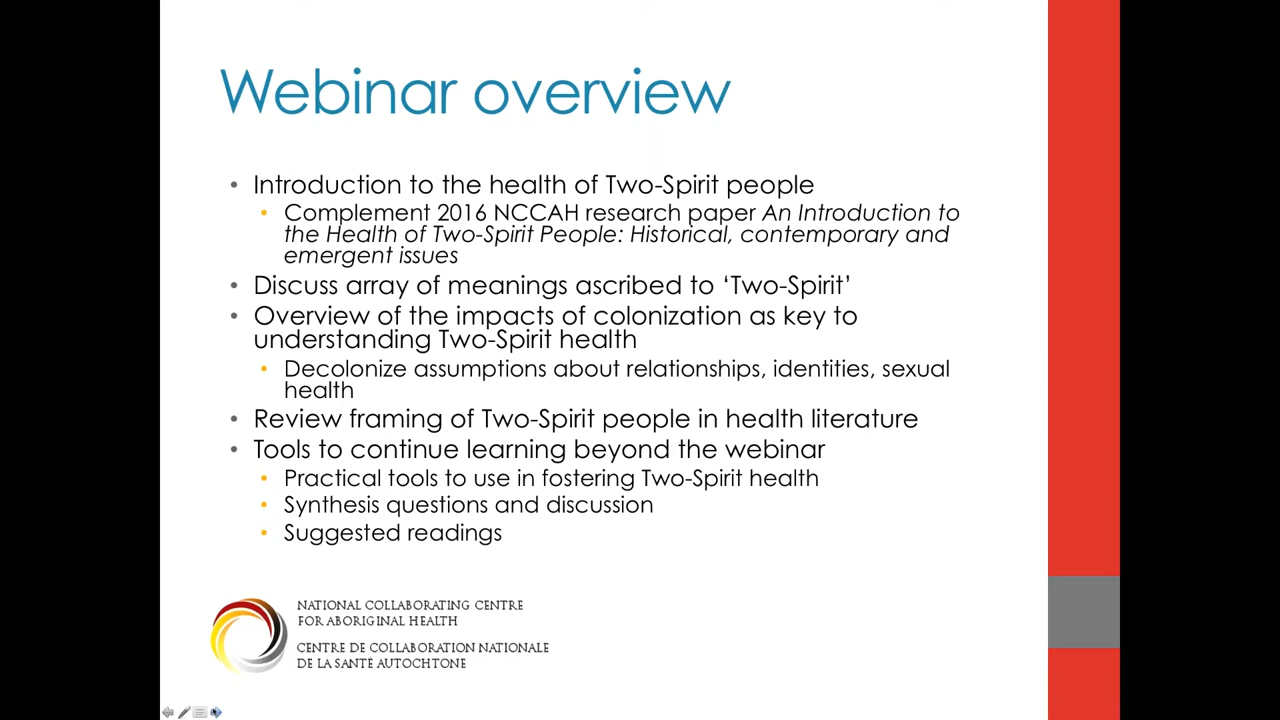 Webinar overview
• Introduction to the health of Two-Spirit people
• Complement 2016 NCCAH research paper An Introduction to
the Health of Two-Spirit People: Historical, contemporary and
emergent issues
• Discuss array of meanings ascribed to ‘Two-Spirit’
• Overview of the impacts of colonization as key to
understanding Two-Spirit health
• Decolonize assumptions about relationships, identities, sexual
health
• Review framing of Two-Spirit people in health literature
• Tools to continue learning beyond the webinar
• Practical tools to use in fostering Two-Spirit health
• Synthesis questions and discussion
• Suggested readings
NATIONAL COLLABORATING CENTRE
FOR ABORIGINAL HEALTH
CENTRE DE COLLABORATION NATIONALE
DE LA SANTÉ AUTOCHTONE